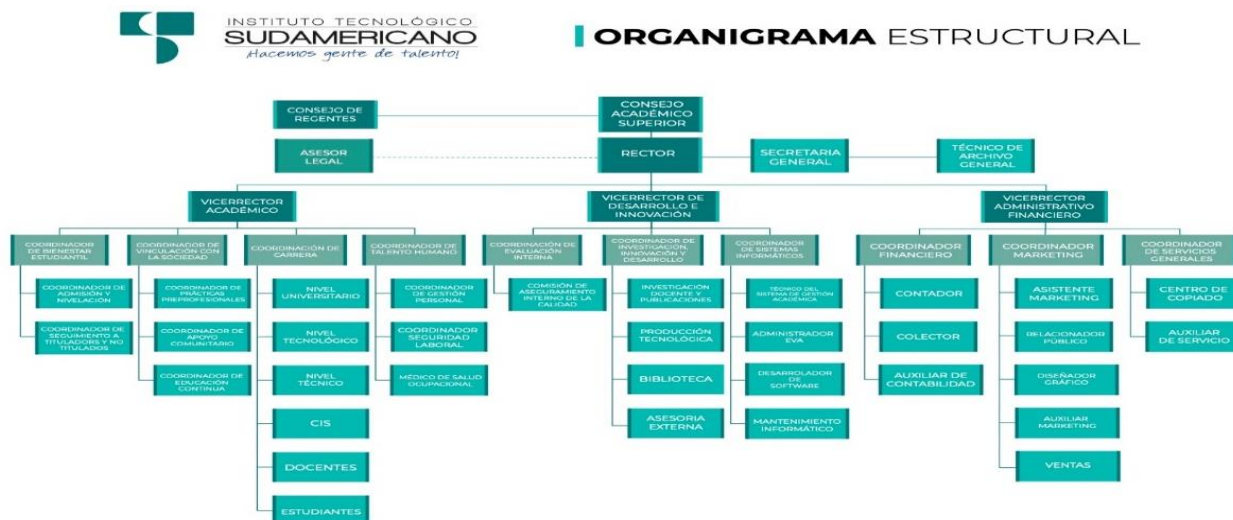 INSTITUTO TECNOLÓGICO
SUDAMERICANO
¡Hacemos gente de talento!
ORGANIGRAMA ESTRUCTURAL
CONSEJO DE
REGENTES
CONSEJO
ACADÉMICO
SUPERIOR
ASESOR
LEGAL
RECTOR
SECRETARIA
GENERAL
TÉCNICO DE
ARCHIVO
GENERAL
VICERRECTOR
ACADÉMICO
VICERRECTOR DE
DESARROLLO E
INNOVACIÓN
VICERRECTOR
ADMINISTRATIVO
FINANCIERO
COORDINADOR
DE BIENESTAR
ESTUDIANTIL
COORDINADOR DE
VINCULACIÓN CON
LA SOCIEDAD
COORDINACIÓN DE
CARRERA
COORDINADOR DE
TALENTO HUMANO
COORDINACIÓN DE
EVALUACIÓN
INTERNA
COORDINADOR DE
INVESTIGACIÓN,
INNOVACIÓN Y
DESARROLLO
COORDINADOR
DE SISTEMAS
INFORMÁTICOS
COORDINADOR
FINANCIERO
COORDINADOR
MARKETING
COORDINADOR
DE SERVICIOS
GENERALES
COORDINADOR DE
ADMISIÓN Y
NIVELACIÓN
COORDINADOR DE
SEGUIMIENTO A
TITULADORS Y NO
TITULADOS
COORDINADOR DE
PRÁCTICAS
PREPROFESIONALES
COORDINADOR DE
APOYO
COMUNITARIO
COORDINADOR DE
EDUCACIÓN
CONTINUA
NIVEL
UNIVERSITARIO
NIVEL
TECNOLÓGICO
NIVEL
TÉCNICO
CIS
DOCENTES
ESTUDIANTES
COORDINADOR
DE GESTIÓN
PERSONAL
COORDINADOR
SEGURIDAD
LABORAL
MÉDICO DE SALUD
OCUPACIONAL
COMISIÓN DE
ASEGURAMIENTO
INTERNO DE LA
CALIDAD
INVESTIGACIÓN
DOCENTE Y
PUBLICACIONES
PRODUCCIÓN
TECNOLÓGICA
BIBLIOTECA
ASESORIA
EXTERNA
TÉCNICO DEL
SISTEMA DE GESTIÓN
ACADÉMICA
ADMINISTRADOR
EVA
DESARROLADOR
DE
SOFTWARE
MANTENIMIENTO
INFORMÁTICO
CONTADOR
COLECTOR
AUXILIAR DE
CONTABILIDAD
ASISTENTE
MARKETING
RELACIONADOR
PÚBLICO
DISEÑADOR
GRÁFICO
AUXILIAR
MARKETING
VENTAS
CENTRO DE
COPIADO
AUXILIAR
DE SERVICIO